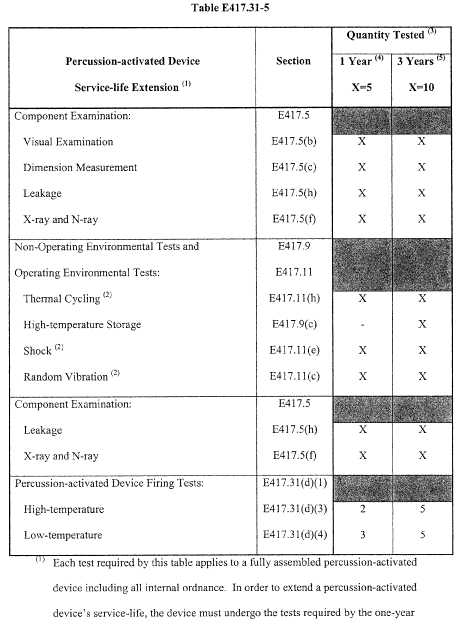 Table E417.31-5
Quantity Tested (3)
Percussion-activated Device Section 1 Year (4) 3 Years (5)
Service-life Extension (1) X=5 X=10
Component Examination: E417.5
Visual Examination E417.5(b) X X
Dimension Measurement E417.5(c) X X
Leakage E417.5(h) X X
X-ray and N-ray E417.5(f) X X
Non-Operating Environmental Tests and E417.9
Operating Environmental Tests: E417.11
Thermal Cycling (2) E417.11(h) X X
High-temperature Storage E417.9(c) - X
Shock (2) E417.11(e) X X
Random Vibration (2) E417.11(c) X X
Component Examination: E417.5
Leakage E417.5(h) X X
X-ray and N-ray E417.5(f) X X
Percussion-activated Device Firing Tests: E417.31(d)(1)
High-temperature E417.31(d)(3) 2 5
Low-temperature E417.31(d)(4) 3 5
(1) Each test required by this table applies to a fully assembled percussion-activated
device including all internal ordnance. In order to extend a percussion-activated
device's service-life, the device must undergo the tests required by the one-year